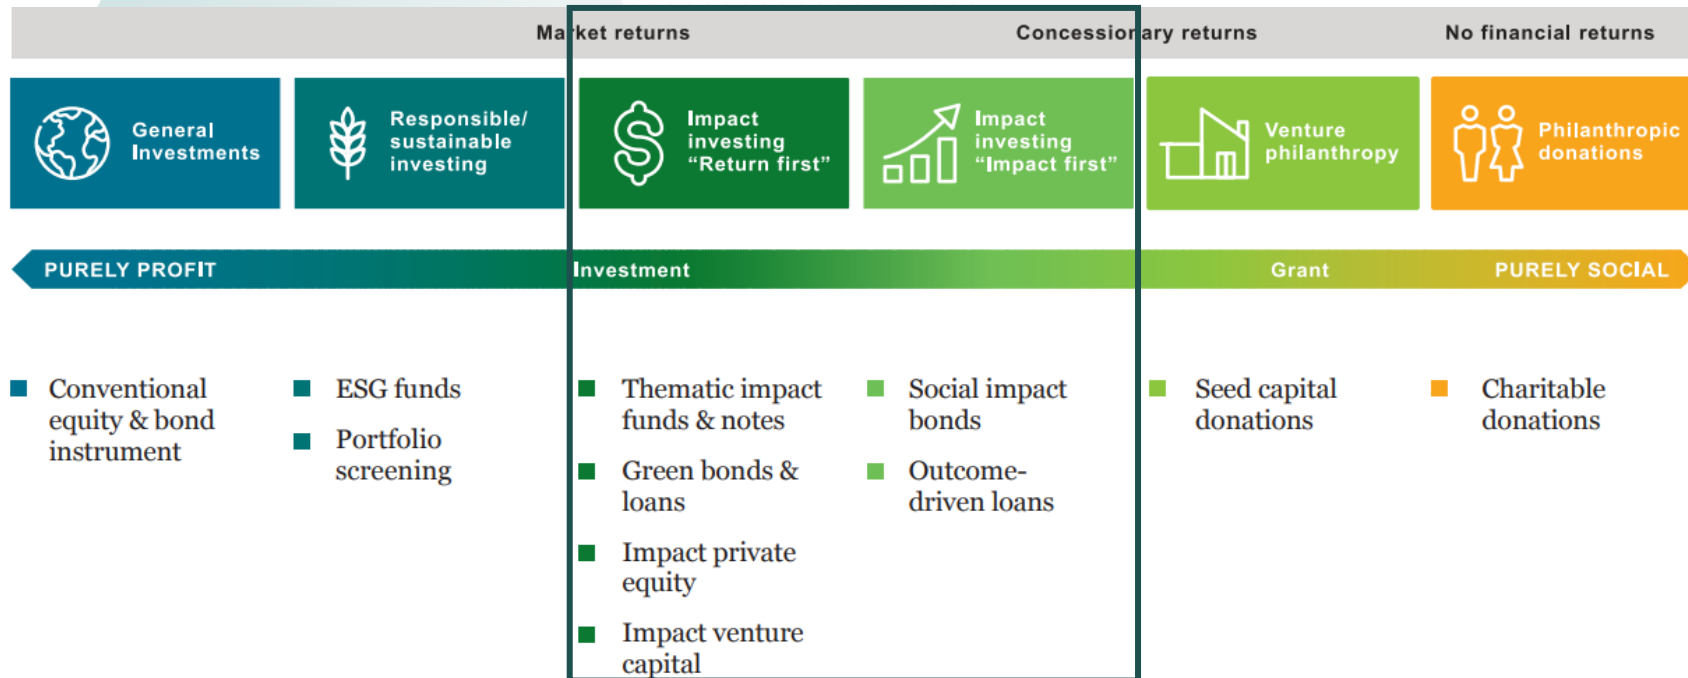 Market returns
Concessionary returns
No financial returns
General
Investments
Responsible/
sustainable
investing
Impact
investing
“Return first”
Impact
investing
“Impact first”
Venture
philanthropy
Philanthropic
donations
PURELY PROFIT
Investment
Grant
PURELY SOCIAL
Conventional
equity & bond
instrument
ESG funds
Portfolio
screening
Thematic impact
funds & notes
Green bonds &
loans
Impact private
equity
Impact venture
capital
Social impact
bonds
Outcome-
driven loans
Seed capital
donations
Charitable
donations